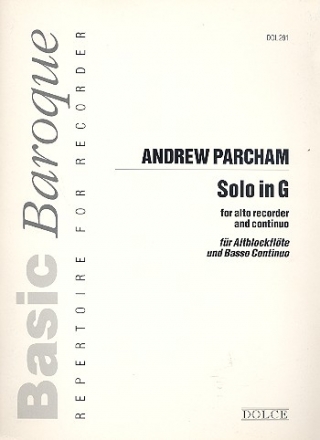 DOL 201
Basic Baroque
REPERTOIRE FOR RECORDER
ANDREW PARCHAM
Solo in G
for alto recorder
and continuo
für Altblockflöte
und Basso Continuo
DOLCE